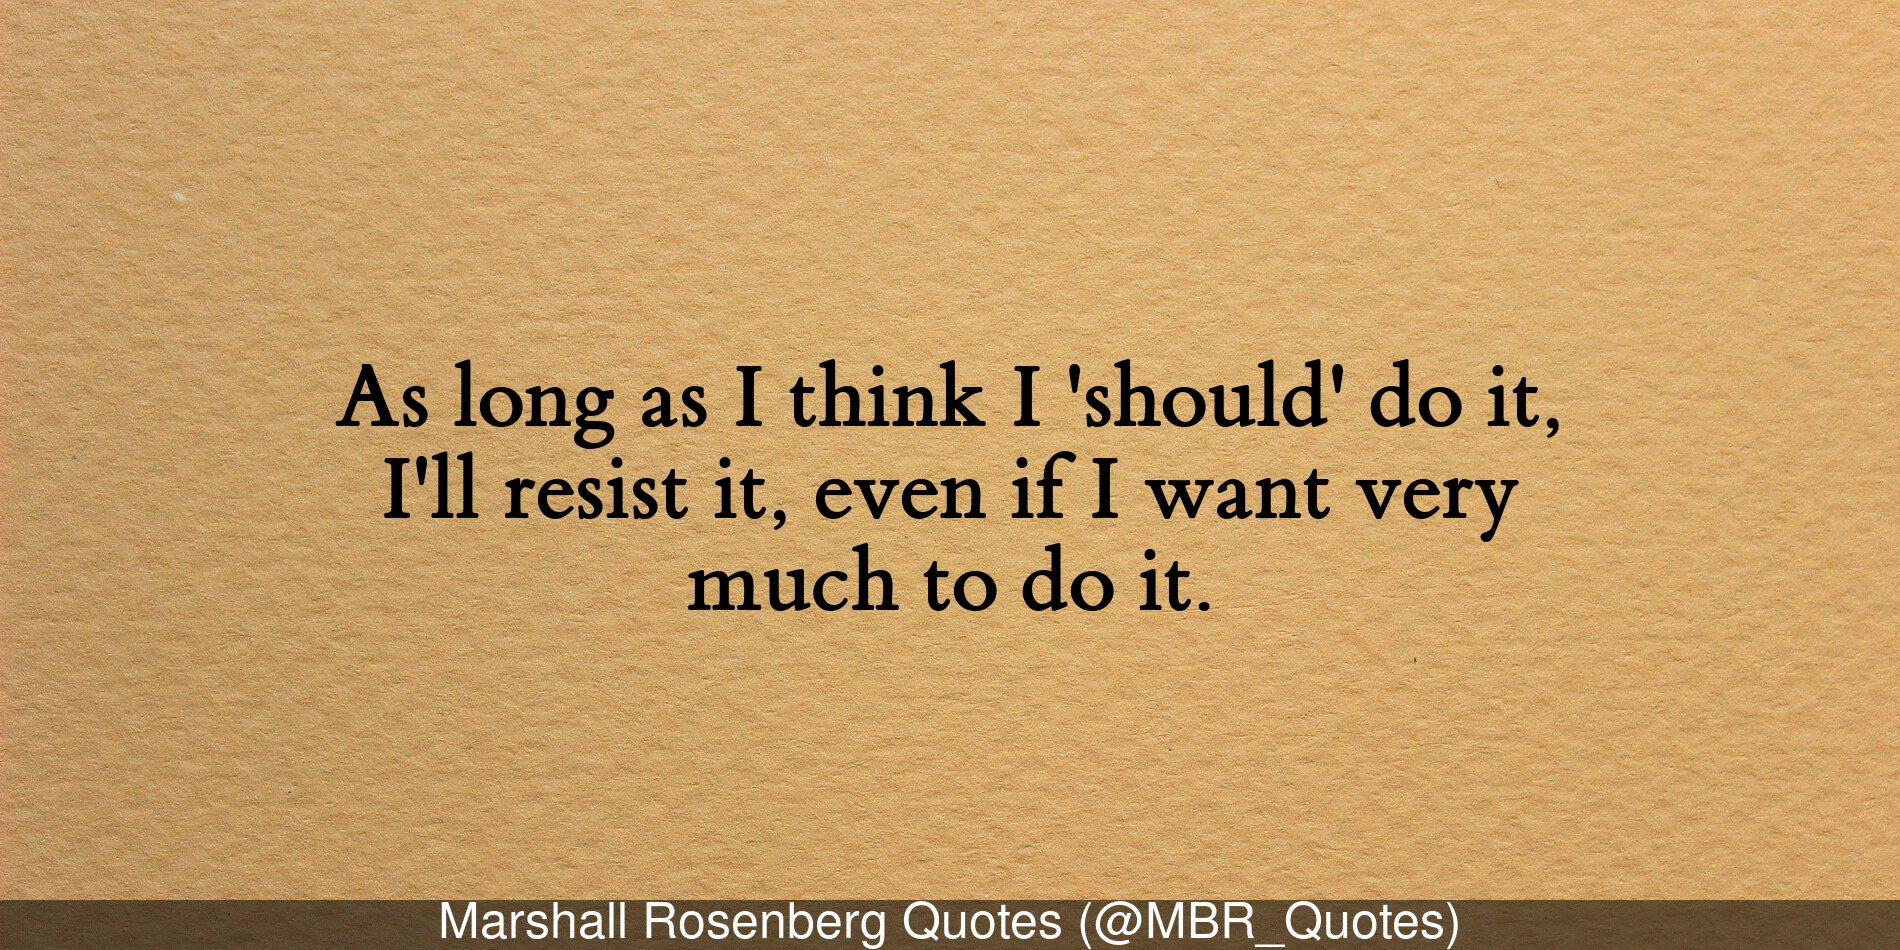 As long as I think I 'should' do it,
I'll resist it, even if I want very
much to do it.
Marshall Rosenberg Quotes (@MBR_Quotes)